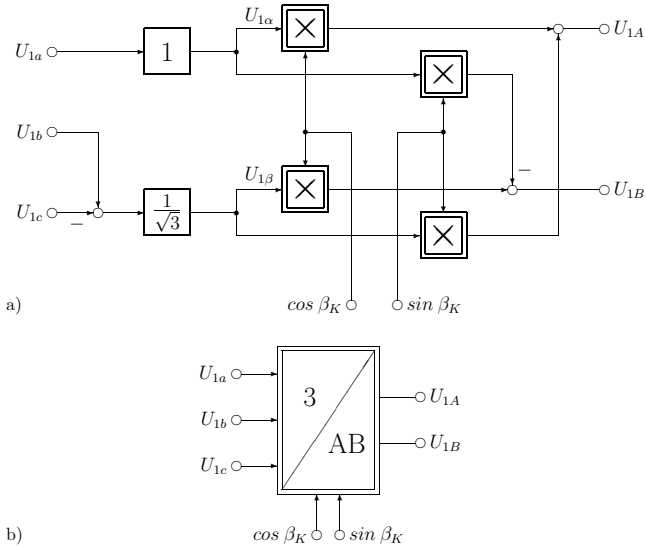 U1α
U1a
1
×
U1A
×
U1b
U1β
×
−
U1B
U1c
−
1
√3
×
a)
cos βK
sin βK
U1a
3
U1A
U1b
AB
U1B
U1c
b)
cos βK
sin βK